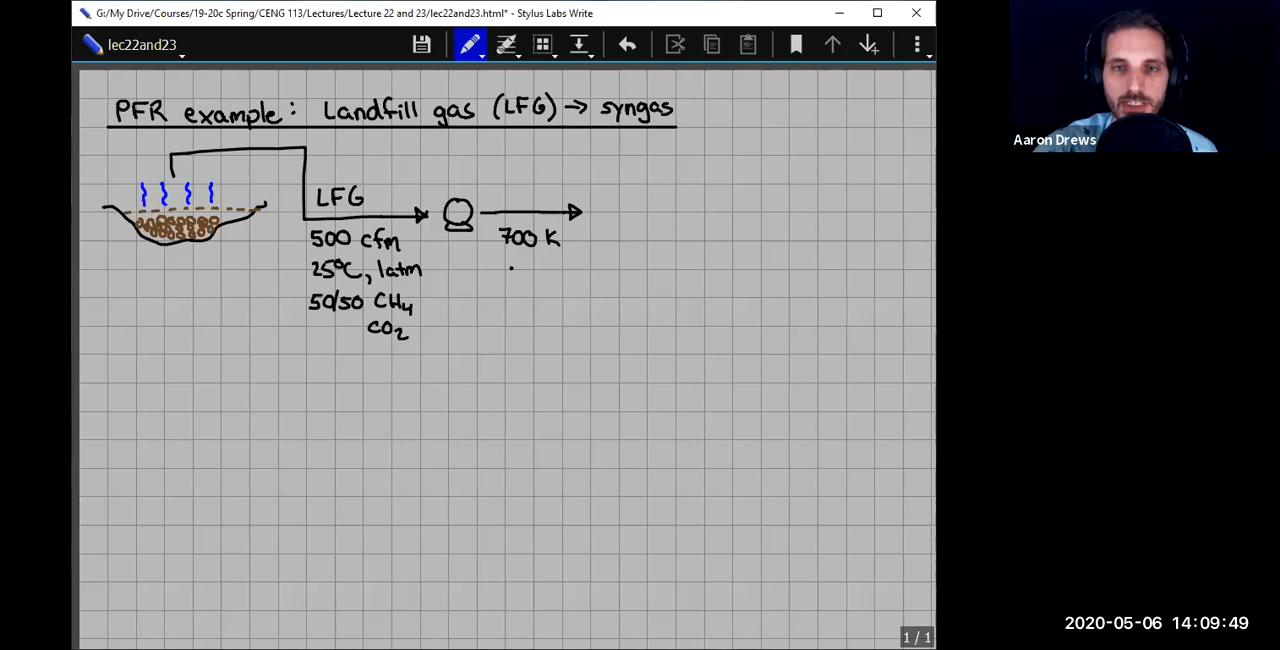 G:/My Drive/Courses/19-20c Spring/CENG 113/Lectures/Lecture 22 and 23/lec22and23.html* - Stylus Labs Write
lec22and23
Aaron Drews
PFR example: Landfill gas (LFG) → syngas
LFG
500 cfm
25°C, 1atm
50/50 CH4
CO2
700 K
2020-05-06 14:09:49
1 / 1